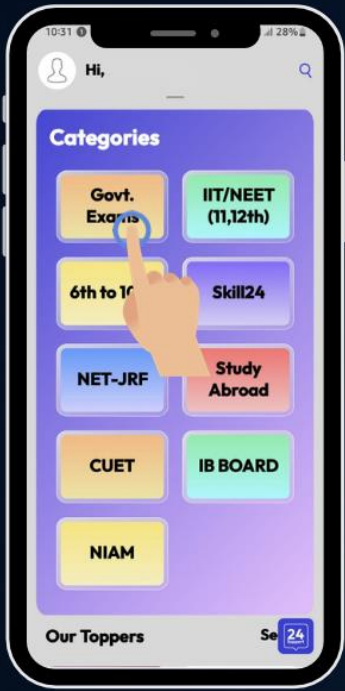 10:31
28%
Hi,
Categories
Govt.
Exams
IIT/NEET
(11,12th)
6th to
Skill24
NET-JRF
Study
Abroad
CUET
IB BOARD
NIAM
Our Toppers
24